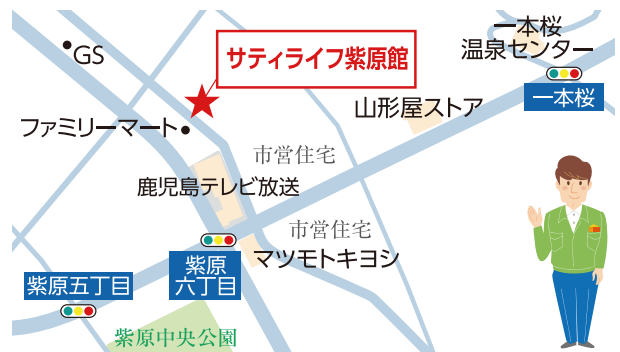 一本桜
温泉センター
GS
サティライフ紫原館
一本桜
山形屋ストア
ファミリーマート
市営住宅
鹿児島テレビ放送
市営住宅
マツモトキヨシ
紫原
六丁目
紫原五丁目
紫原中央公園